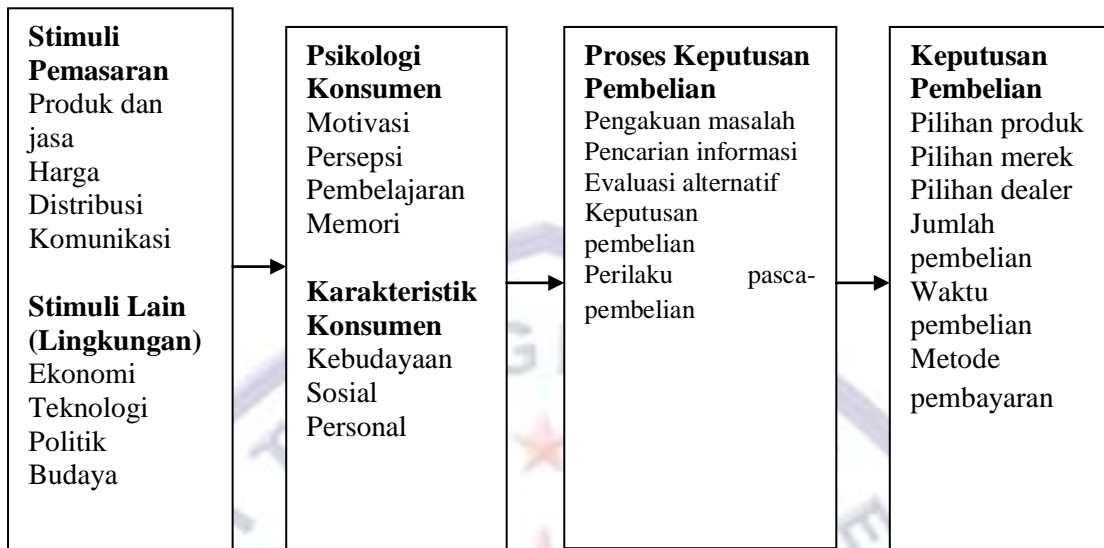 Stimuli
Pemasaran
Produk dan
jasa
Harga
Distribusi
Komunikasi
Stimuli Lain
(Lingkungan)
Ekonomi
Teknologi
Politik
Budaya
Psikologi
Konsumen
Motivasi
Persepsi
Pembelajaran
Memori
Karakteristik
Konsumen
Kebudayaan
Sosial
Personal
Proses Keputusan
Pembelian
Pengakuan masalah
Pencarian informasi
Evaluasi alternatif
Keputusan
pembelian
Perilaku pasca-
pembelian
Keputusan
Pembelian
Pilihan produk
Pilihan merek
Pilihan dealer
Jumlah
pembelian
Waktu
pembelian
Metode
pembayaran